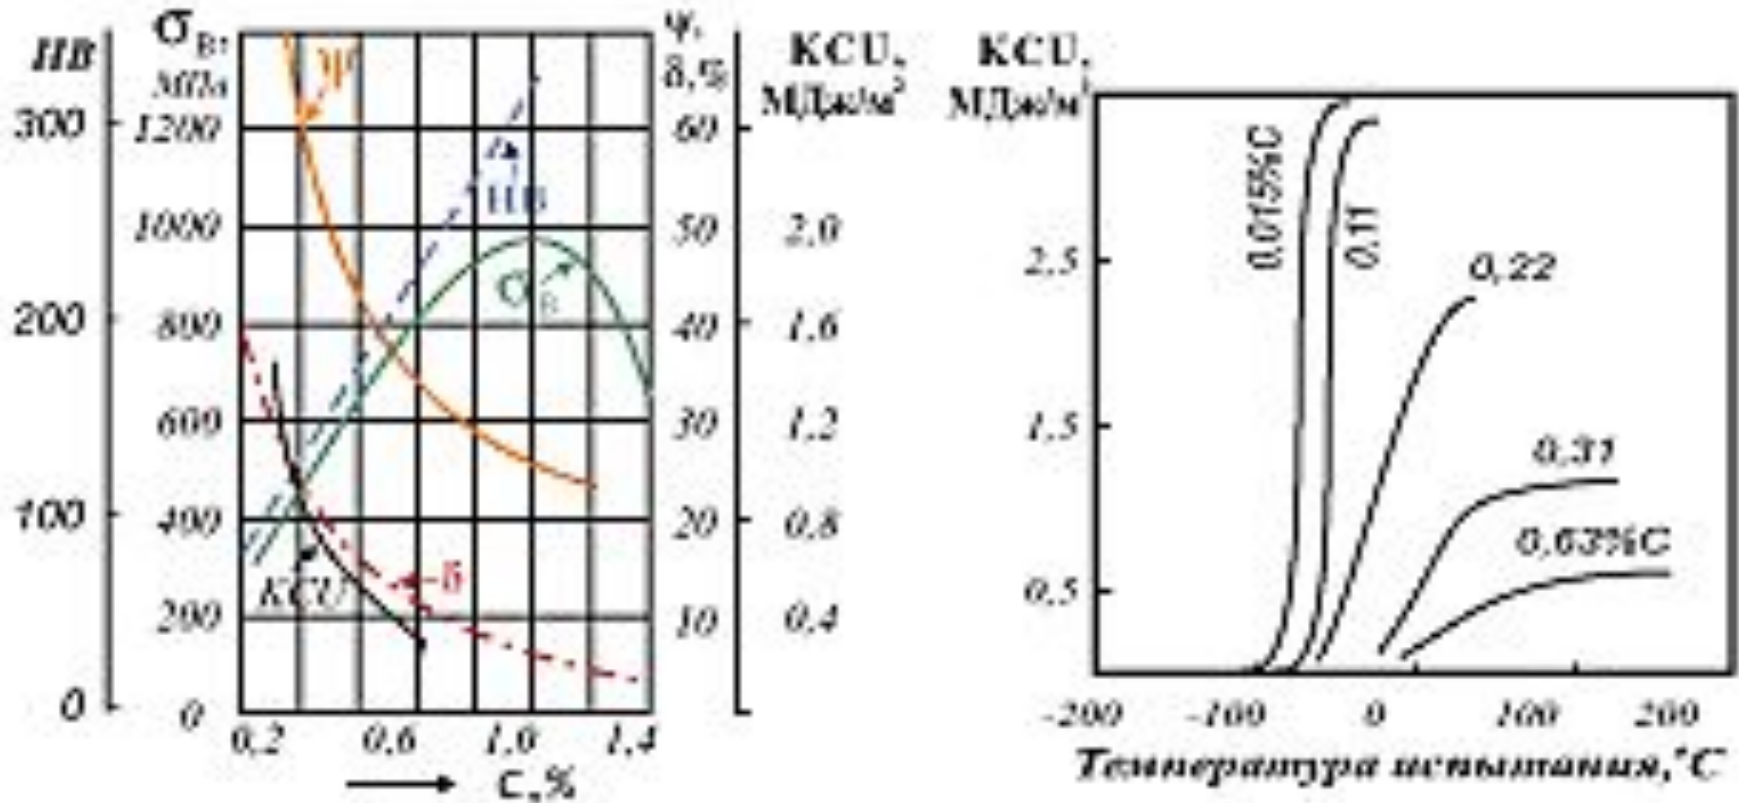 HB
σв,
МПа
ψ,
δ,%
KCU,
МДж/м²
300
1200
60
1000
50
2,0
200
800
40
1,6
600
30
1,2
100
400
20
0,8
200
10
0,4
0
0
ψ
HB
σв
KCU
δ
0,2
0,6
1,0
1,4
C,%
KCU,
МДж/м²
2,5
1,5
0,5
0,015%C
0,11
0,22
0,31
0,63%C
-200
-100
0
100
200
Температура испытания,°C